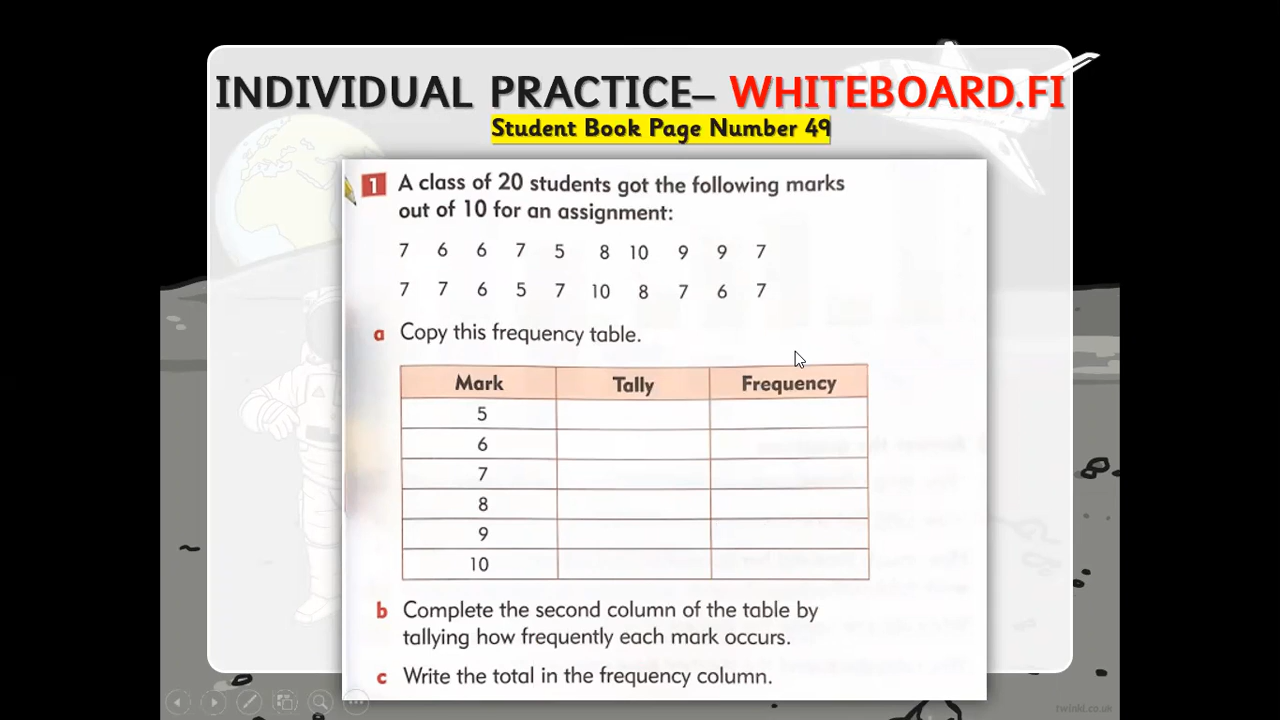 INDIVIDUAL PRACTICE– WHITEBOARD.FI
Student Book Page Number 49
1 A class of 20 students got the following marks
out of 10 for an assignment:
7 6 6 7 5 8 10 9 9 7
7 7 6 5 7 10 8 7 6 7
a Copy this frequency table.
Mark Tally Frequency
5
6
7
8
9
10
b Complete the second column of the table by
tallying how frequently each mark occurs.
c Write the total in the frequency column.
twinkl.co.uk